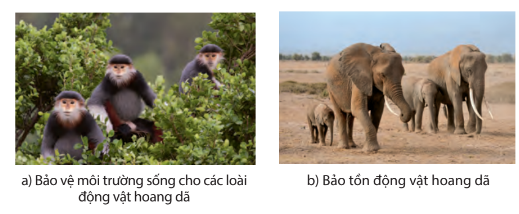 a) Bảo vệ môi trường sống cho các loài
động vật hoang dã
b) Bảo tồn động vật hoang dã